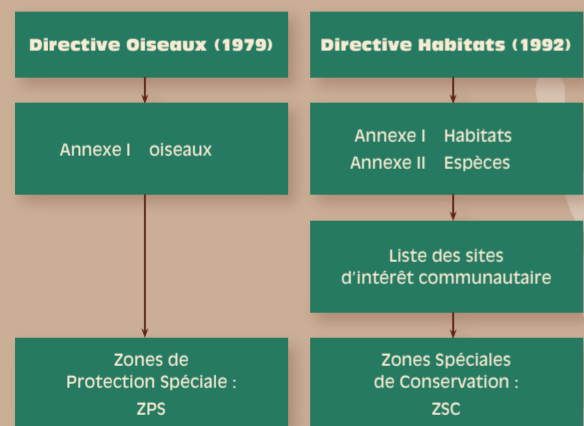 Directive Oiseaux (1979)
Annexe I oiseaux
Zones de
Protection Spéciale :
ZPS
Directive Habitats (1992)
Annexe I Habitats
Annexe II Espèces
Liste des sites
d'intérêt communautaire
Zones Spéciales
de Conservation :
ZSC